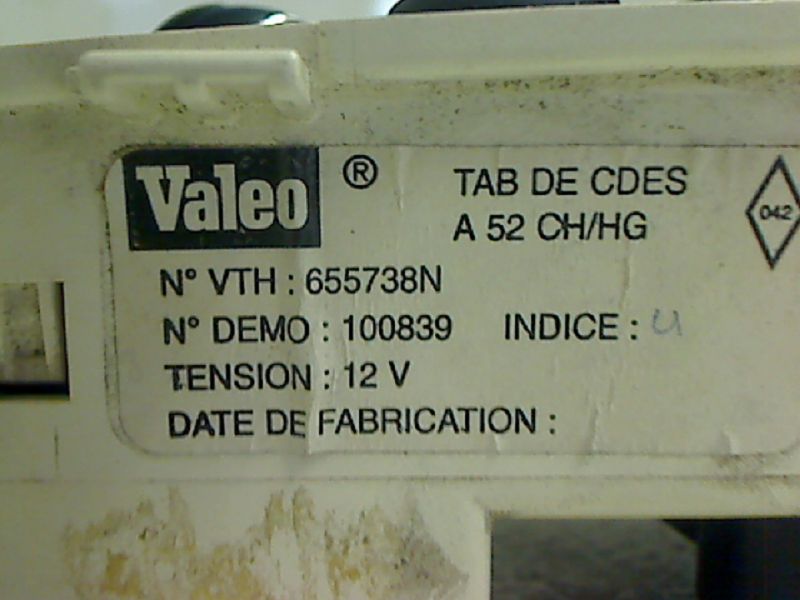 Valeo ® TAB DE CDES
A 52 CH/HG
042
N° VTH : 655738N
N° DEMO : 100839 INDICE : U
TENSION : 12 V
DATE DE FABRICATION :